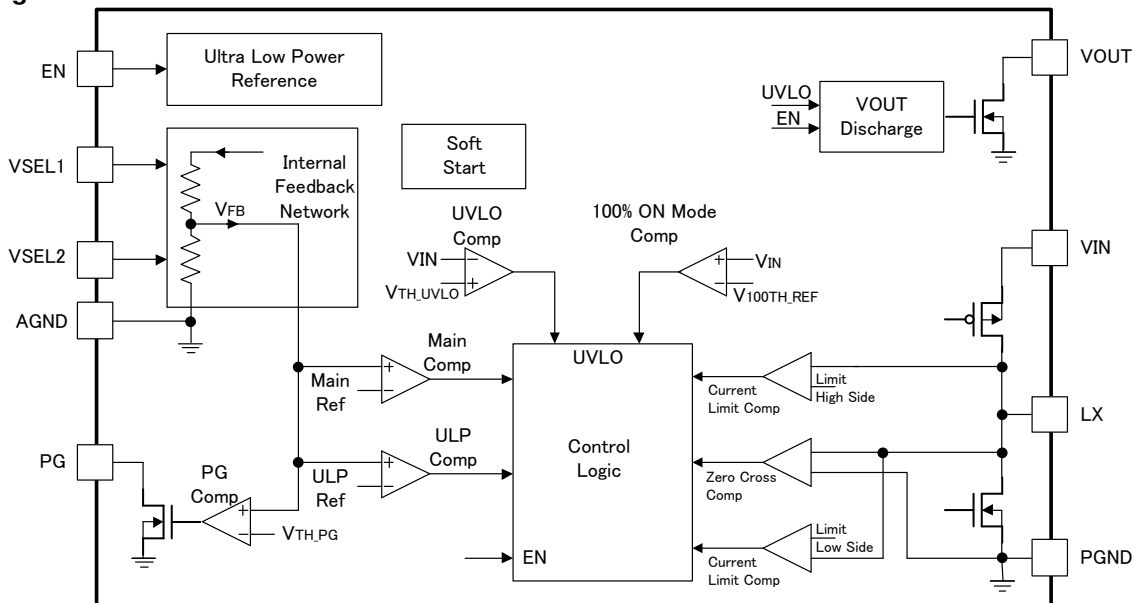 g
EN
Ultra Low Power
Reference
VOUT
UVLO
EN
VOUT
Discharge
VSEL1
Internal
Feedback
Network
VFB
Soft
Start
VSEL2
UVLO
Comp
VIN
VTH_UVLO
100% ON Mode
Comp
VIN
V100TH_REF
VIN
AGND
Main
Comp
Main
Ref
UVLO
Current
Limit Comp
Limit
High Side
LX
Control
Logic
PG
ULP
Comp
ULP
Ref
Zero Cross
Comp
PG
Comp
VTH_PG
EN
Limit
Low Side
Current
Limit Comp
PGND